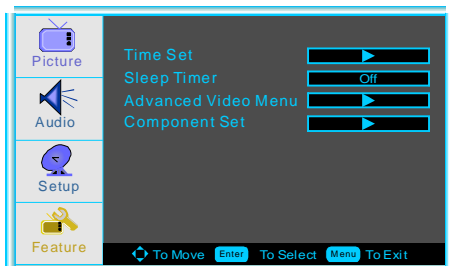 Picture
Audio
Setup
Feature
Time Set
Sleep Timer Off
Advanced Video Menu
Component Set
To Move Enter To Select Menu To Exit